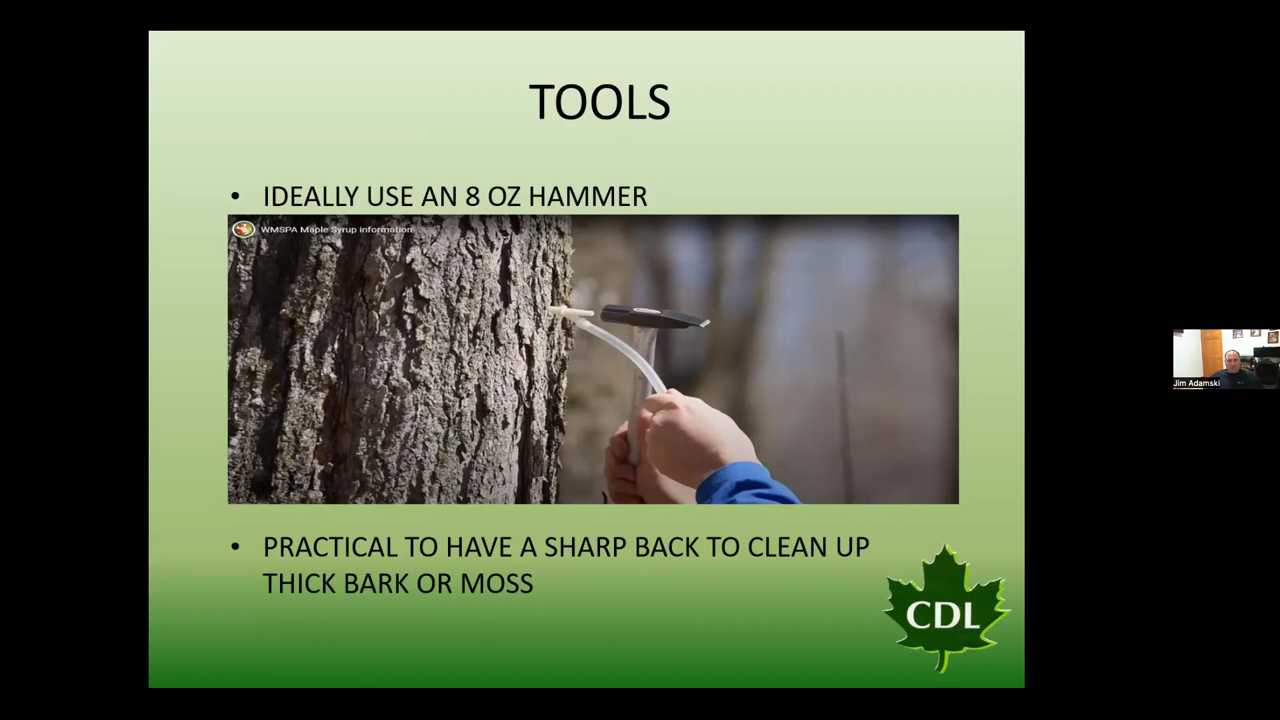 TOOLS
• IDEALLY USE AN 8 OZ HAMMER
WMSPA Maple Syrup information
• PRACTICAL TO HAVE A SHARP BACK TO CLEAN UP
THICK BARK OR MOSS
CDL
Jim Adamski